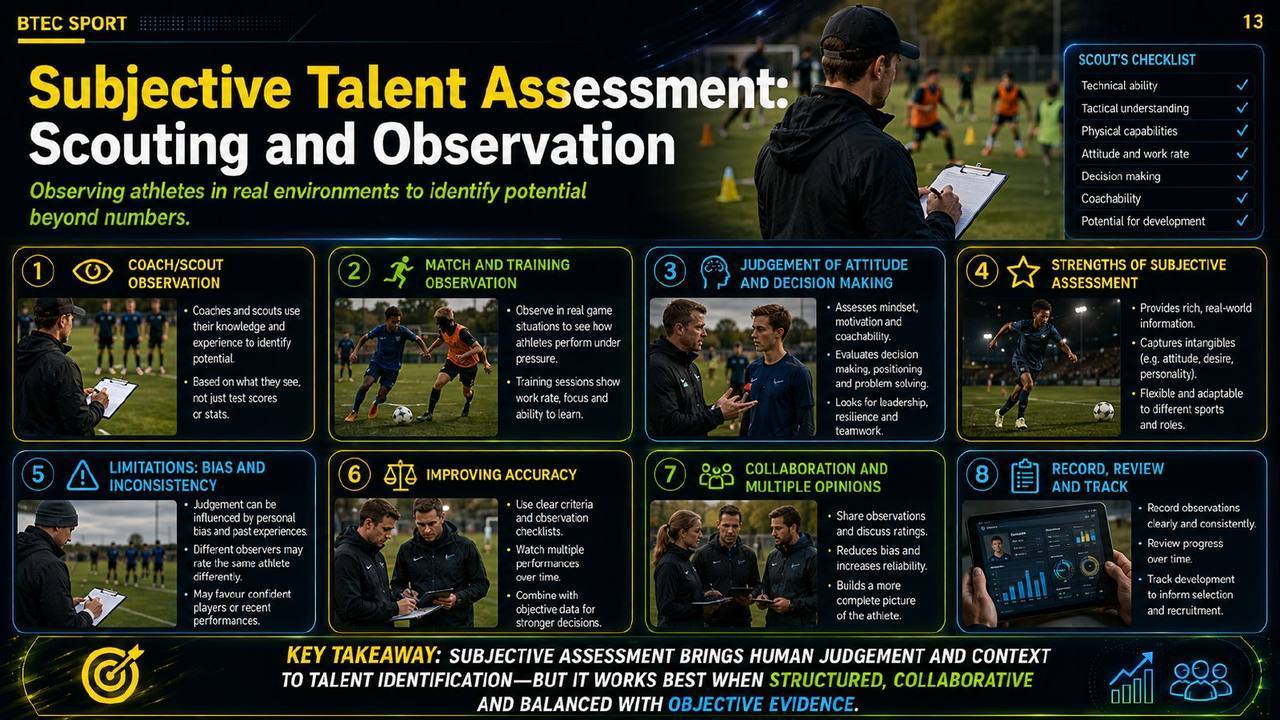 BTEC SPORT
13
Subjective Talent Assessment:
Scouting and Observation
Observing athletes in real environments to identify potential
beyond numbers.
SCOUT'S CHECKLIST
Technical ability
Tactical understanding
Physical capabilities
Attitude and work rate
Decision making
Coachability
Potential for development
1
COACH/SCOUT
OBSERVATION
• Coaches and scouts use
their knowledge and
experience to identify
potential.
• Based on what they see,
not just test scores
or stats.
2
MATCH AND TRAINING
OBSERVATION
• Observe in real game
situations to see how
athletes perform under
pressure.
• Training sessions show
work rate, focus and
ability to learn.
3
JUDGEMENT OF ATTITUDE
AND DECISION MAKING
• Assesses mindset,
motivation and
coachability.
• Evaluates decision
making, positioning
and problem solving.
• Looks for leadership,
resilience and
teamwork.
4
STRENGTHS OF SUBJECTIVE
ASSESSMENT
• Provides rich, real-world
information.
• Captures intangibles
(e.g. attitude, desire,
personality).
• Flexible and adaptable
to different sports
and roles.
5
LIMITATIONS: BIAS AND
INCONSISTENCY
• Judgement can be
influenced by personal
bias and past experiences.
• Different observers may
rate the same athlete
differently.
• May favour confident
players or recent
performances.
6
IMPROVING ACCURACY
• Use clear criteria
and observation
checklists.
• Watch multiple
performances
over time.
• Combine with
objective data for
stronger decisions.
7
COLLABORATION AND
MULTIPLE OPINIONS
• Share observations
and discuss ratings.
• Reduces bias and
increases reliability.
• Builds a more
complete picture
of the athlete.
8
RECORD, REVIEW
AND TRACK
• Record observations
clearly and consistently.
• Review progress
over time.
• Track development
to inform selection
and recruitment.
KEY TAKEAWAY: SUBJECTIVE ASSESSMENT BRINGS HUMAN JUDGEMENT AND CONTEXT
TO TALENT IDENTIFICATION—BUT IT WORKS BEST WHEN STRUCTURED, COLLABORATIVE
AND BALANCED WITH OBJECTIVE EVIDENCE.